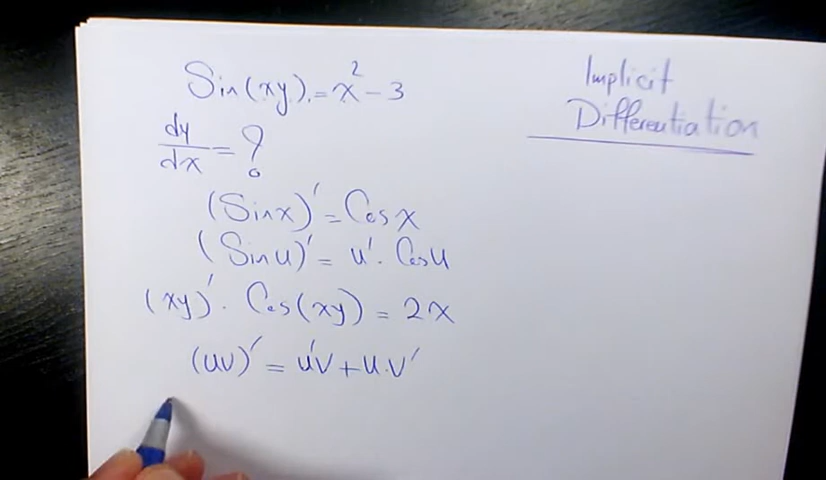 Sin(xy) = x² - 3
Implicit
Differentiation
dy/dx = ?
(Sinx)' = Cosx
(Sinu)' = u'. Cosu
(xy)'. Cos(xy) = 2x
(uv)' = u'v + u.v'